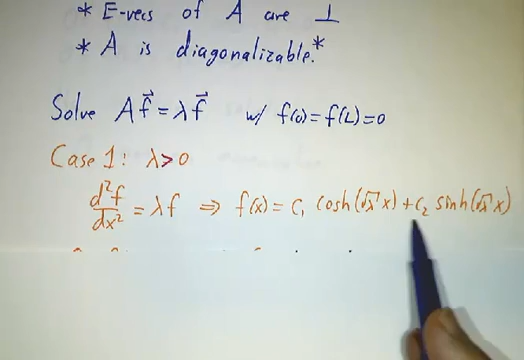 * E-vecs of A are ⊥
* A is diagonalizable.*
Solve Af⃗ = λf⃗ w/ f(0)=f(L)=0
Case 1: λ>0
d²f/dx² = λf ⇒ f(x) = C₁ cosh(√λ x) + C₂ sinh(√λ x)